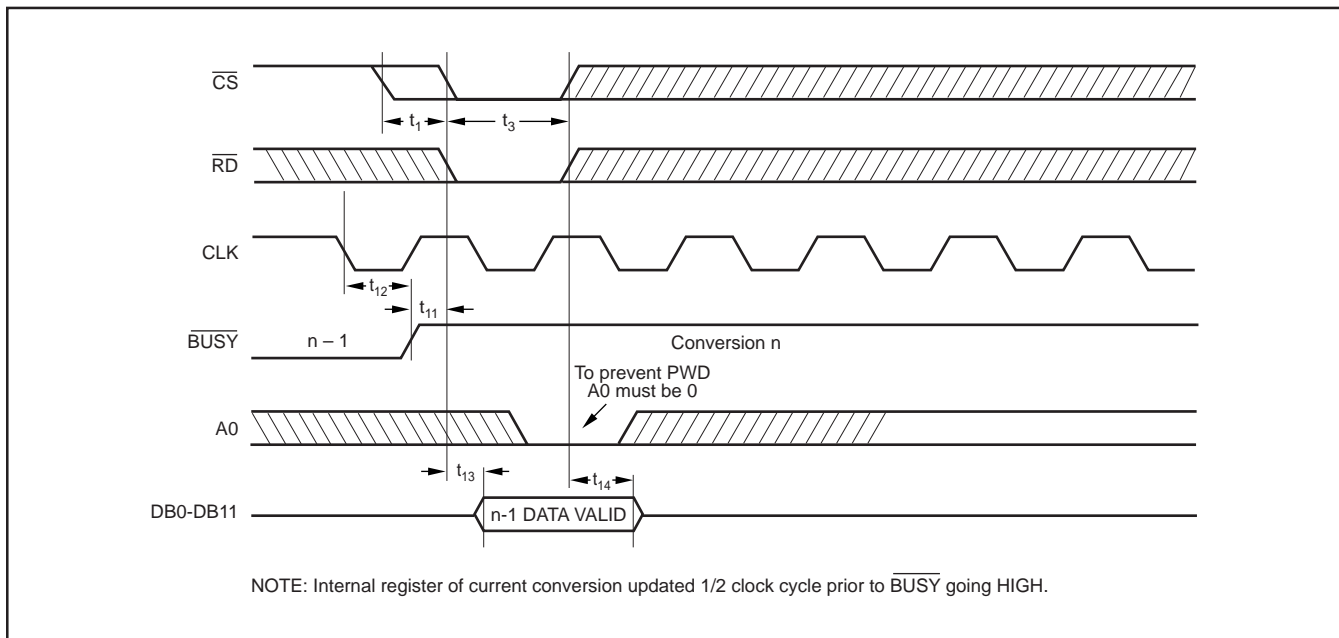 CS
t1
t3
RD
CLK
t12
t11
BUSY
n – 1
Conversion n
To prevent PWD
A0 must be 0
A0
t13
t14
DB0-DB11
n-1 DATA VALID
NOTE: Internal register of current conversion updated 1/2 clock cycle prior to BUSY going HIGH.